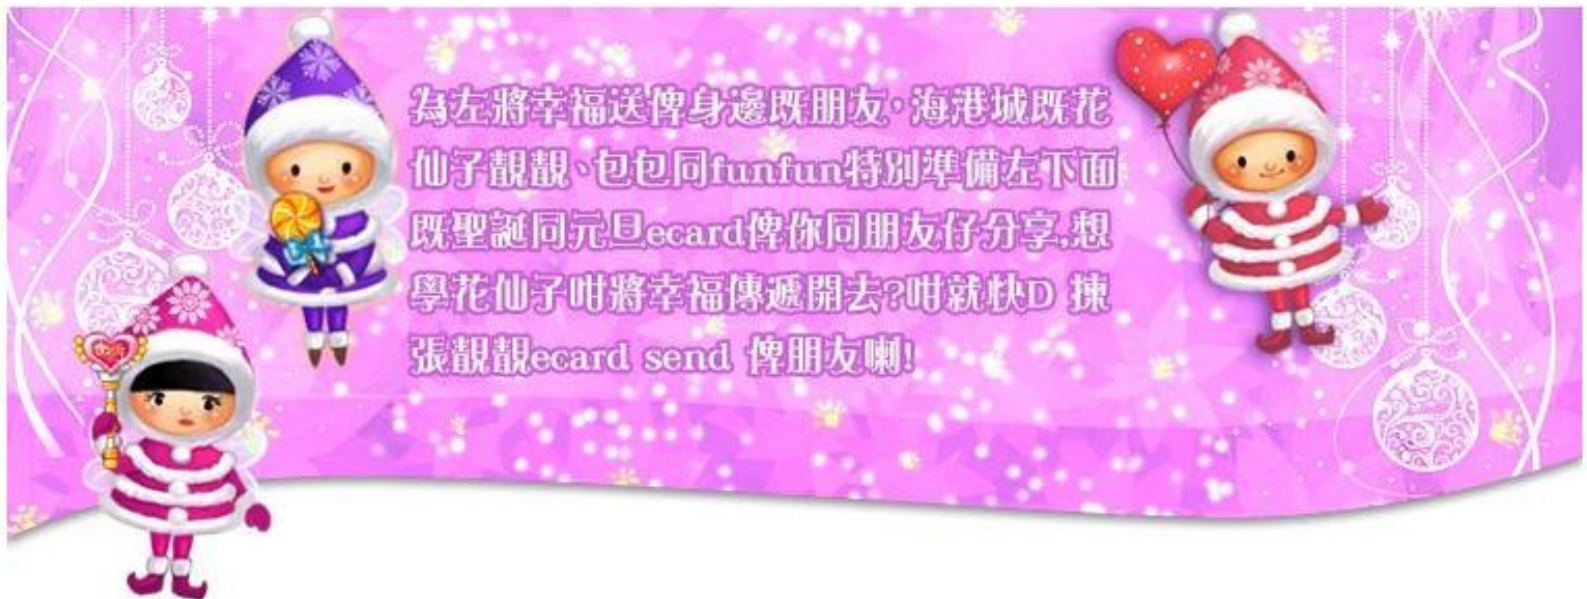 為左將幸福送俾身邊既朋友，海港城既花
仙子靚靚、包包同funfun特別準備左下面
既聖誕同元旦ecard俾你同朋友仔分享,想
學花仙子咁將幸福傳遞開去?咁就快D 揀
張靚靚ecard send 俾朋友喇!